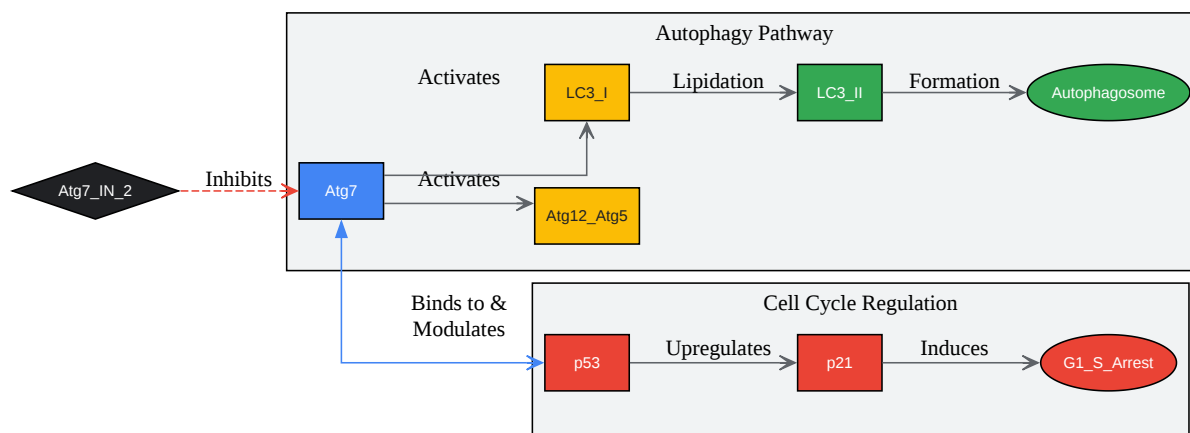 Autophagy Pathway
Activates
LC3_I
Lipidation
LC3_II
Formation
Autophagosome
Atg7_IN_2
Inhibits
Atg7
Activates
Atg12_Atg5
Binds to &
Modulates
Cell Cycle Regulation
p53
Upregulates
p21
Induces
G1_S_Arrest